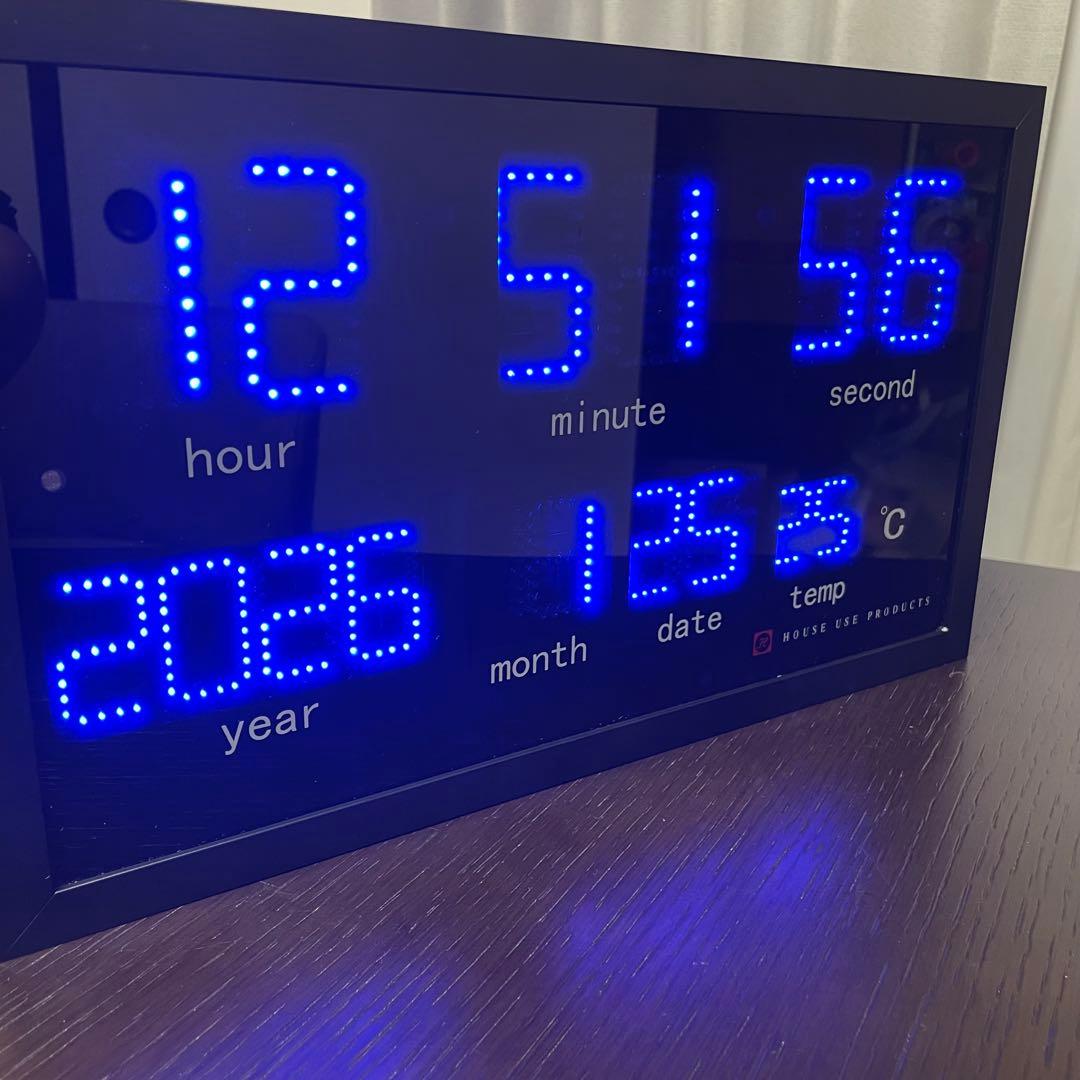 12 51 56
hour minute second
2026 1 25 25 ℃
year month date temp
HOUSE USE PRODUCTS